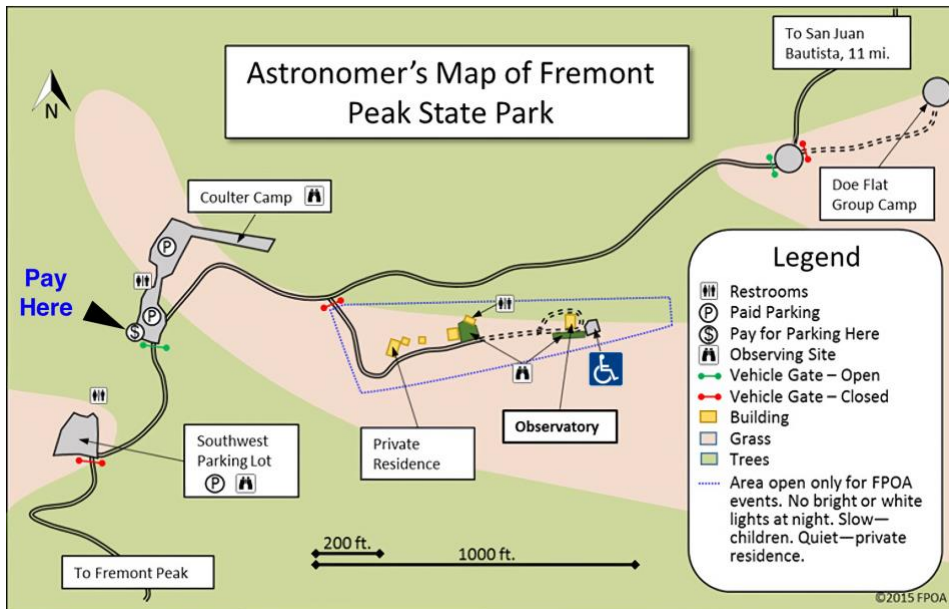 Astronomer's Map of Fremont
Peak State Park
To San Juan
Bautista, 11 mi.
N
Coulter Camp
P
Doe Flat
Group Camp
Pay
Here
P
$
Private
Residence
Observatory
Southwest
Parking Lot
P
To Fremont Peak
200 ft.
1000 ft.
Legend
Restrooms
P Paid Parking
$ Pay for Parking Here
Observing Site
Vehicle Gate – Open
Vehicle Gate – Closed
Building
Grass
Trees
Area open only for FPOA
events. No bright or white
lights at night. Slow—
children. Quiet—private
residence.
©2015 FPOA